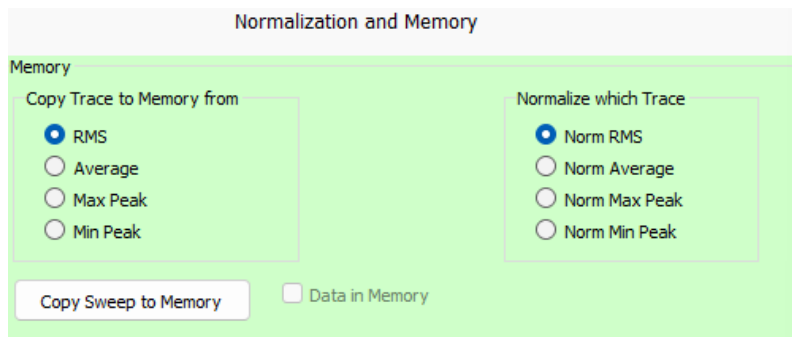 Normalization and Memory
Memory
Copy Trace to Memory from
RMS
Average
Max Peak
Min Peak
Normalize which Trace
Norm RMS
Norm Average
Norm Max Peak
Norm Min Peak
Copy Sweep to Memory
Data in Memory